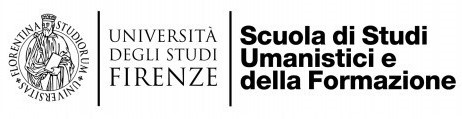 FLORENTINA STUDIORUM UNIVERSITAS
UNIVERSITÀ
DEGLI STUDI
FIRENZE
Scuola di Studi
Umanistici e
della Formazione